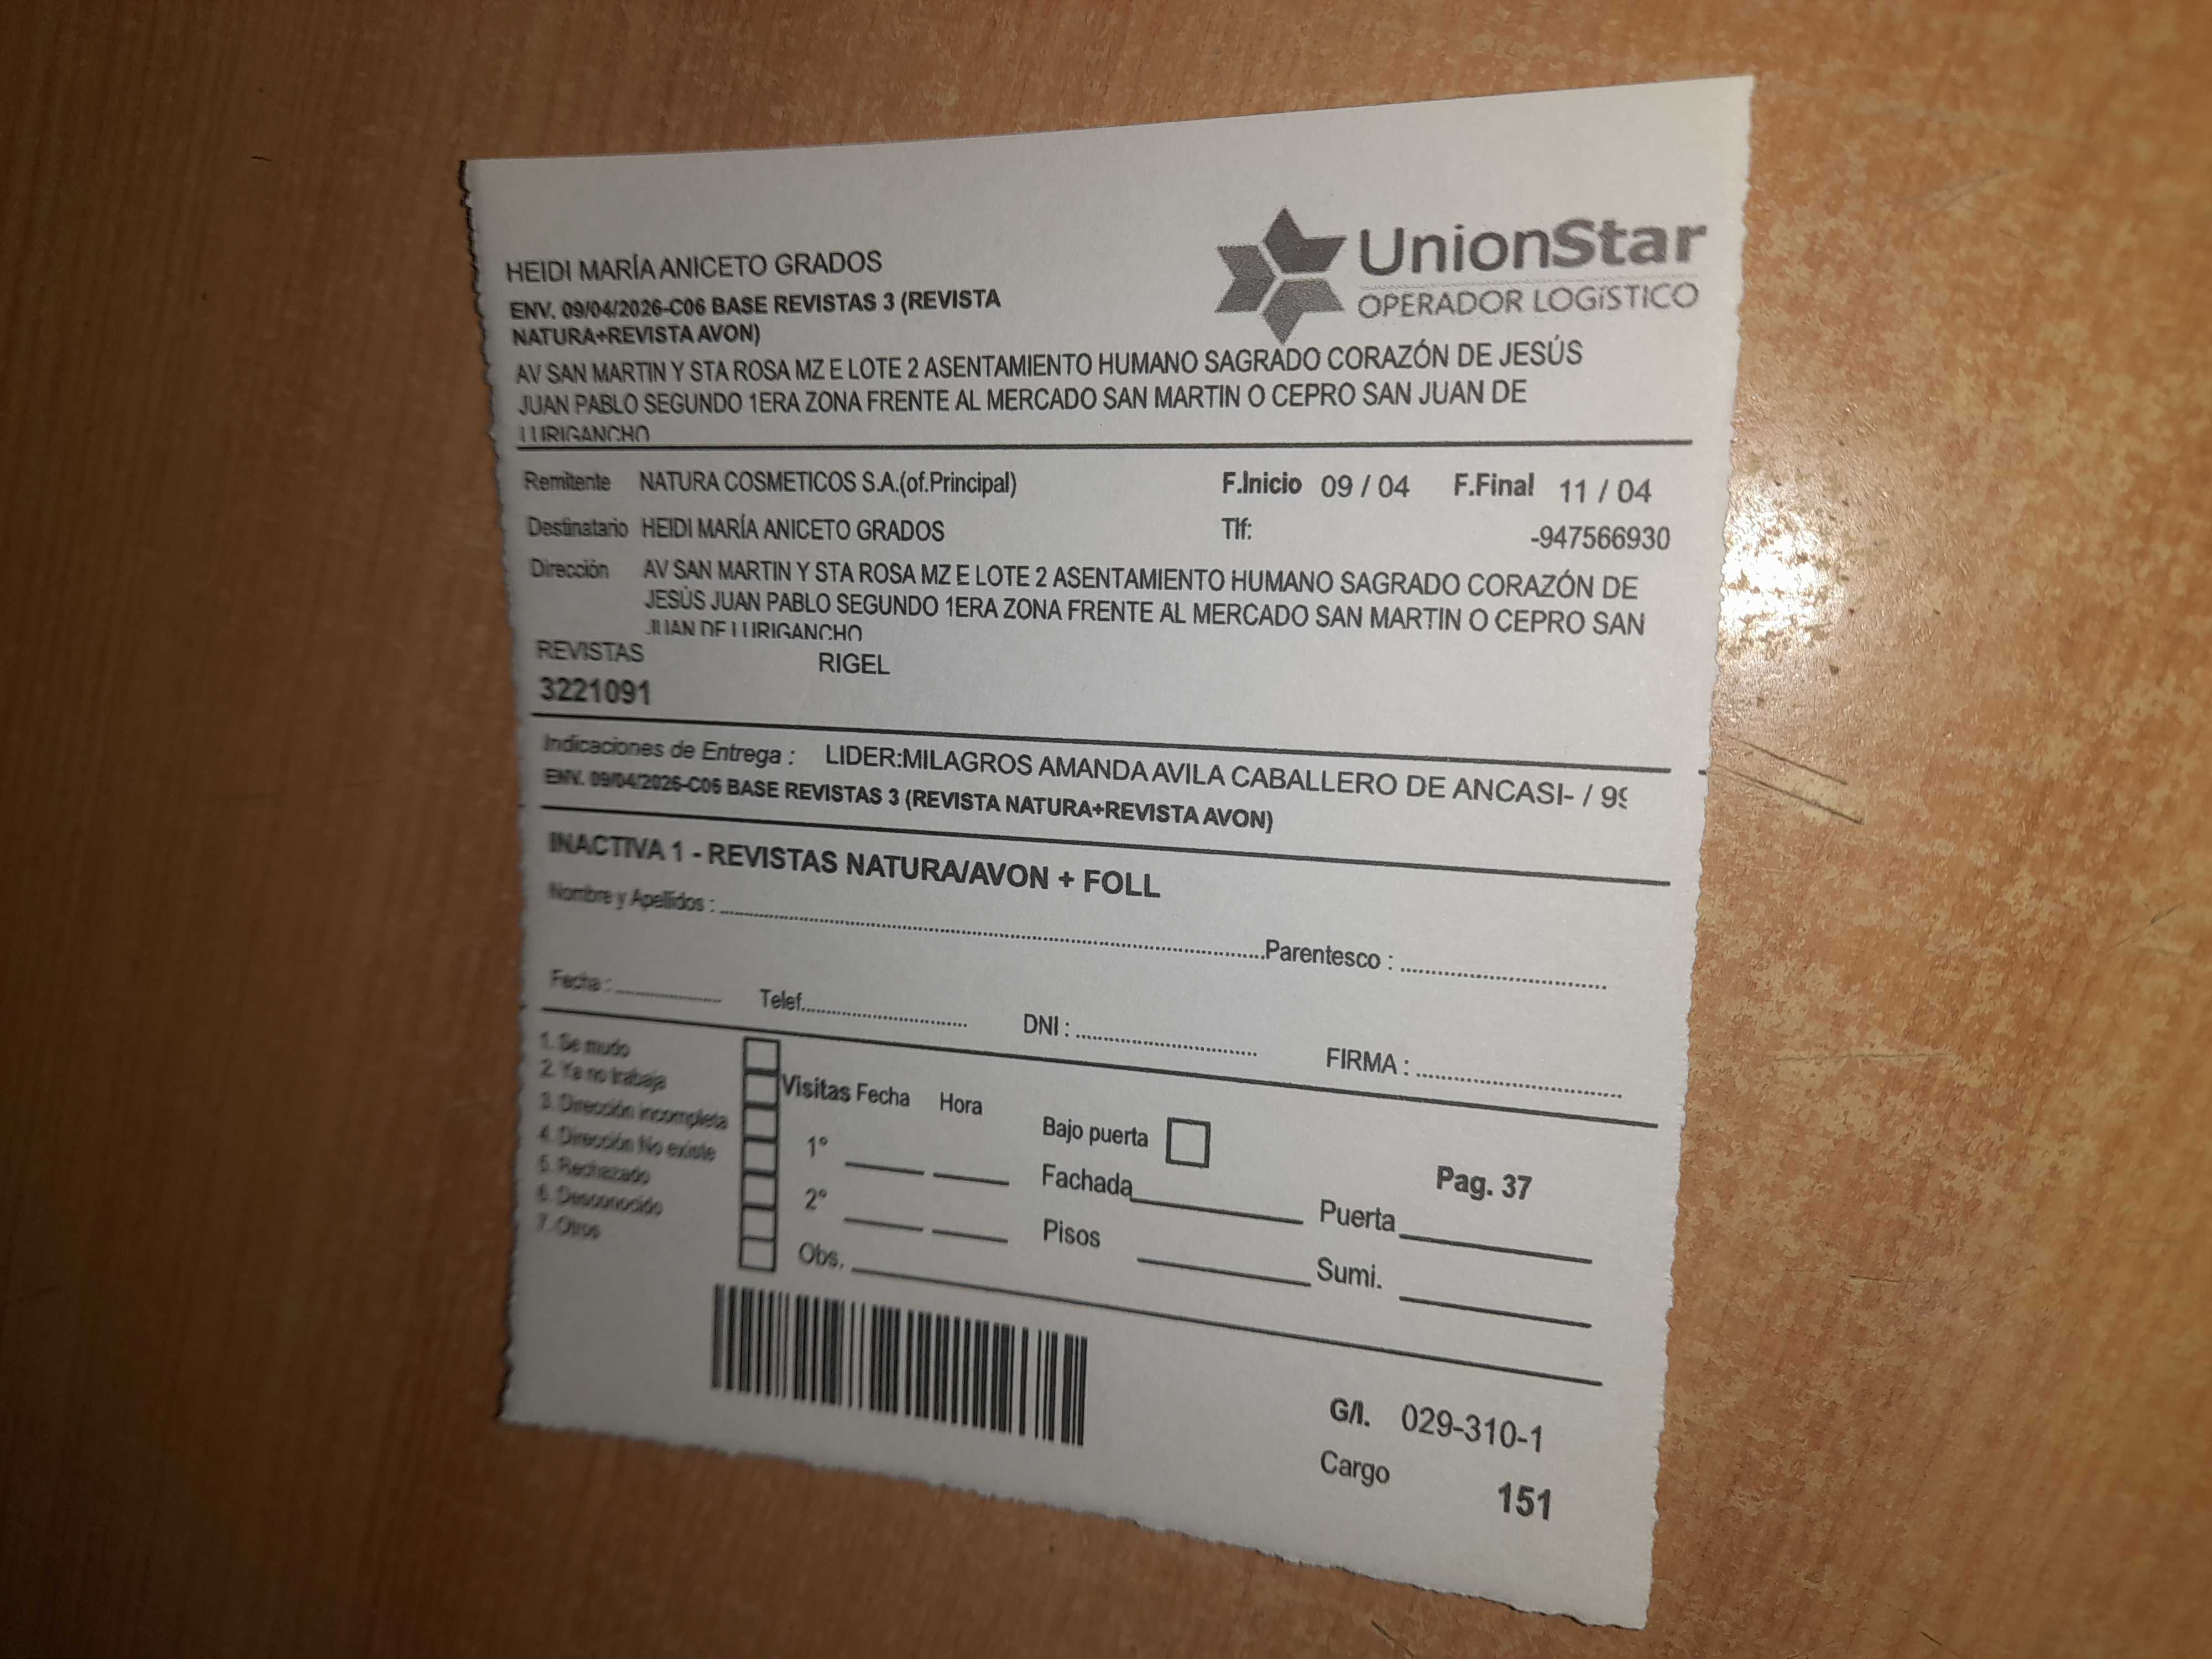 HEIDI MARÍA ANICETO GRADOS
UnionStar
OPERADOR LOGíSTICO
ENV. 09/04/2026-C06 BASE REVISTAS 3 (REVISTA
NATURA+REVISTA AVON)
AV SAN MARTIN Y STA ROSA MZ E LOTE 2 ASENTAMIENTO HUMANO SAGRADO CORAZÓN DE JESÚS
JUAN PABLO SEGUNDO 1ERA ZONA FRENTE AL MERCADO SAN MARTIN O CEPRO SAN JUAN DE
LURIGANCHO
Remitente NATURA COSMETICOS S.A.(of.Principal) F.Inicio 09 / 04 F.Final 11 / 04
Destinatario HEIDI MARÍA ANICETO GRADOS Tlf: -947566930
Dirección AV SAN MARTIN Y STA ROSA MZ E LOTE 2 ASENTAMIENTO HUMANO SAGRADO CORAZÓN DE
JESÚS JUAN PABLO SEGUNDO 1ERA ZONA FRENTE AL MERCADO SAN MARTIN O CEPRO SAN
JUAN DE LURIGANCHO
REVISTAS RIGEL
3221091
Indicaciones de Entrega : LIDER:MILAGROS AMANDA AVILA CABALLERO DE ANCASI- / 99
ENV. 09/04/2026-C06 BASE REVISTAS 3 (REVISTA NATURA+REVISTA AVON)
INACTIVA 1 - REVISTAS NATURA/AVON + FOLL
Nombre y Apellidos : Parentesco :
Fecha : Telef. DNI : FIRMA :
1. Se mudo
2. Ya no trabaja
3. Dirección incompleta
4. Dirección No existe
5. Rechazado
6. Desconocido
7. Otros
Visitas Fecha Hora
1°
2°
Obs.
Bajo puerta
Fachada
Pisos
Pag. 37
Puerta
Sumi.
G/I. 029-310-1
Cargo 151